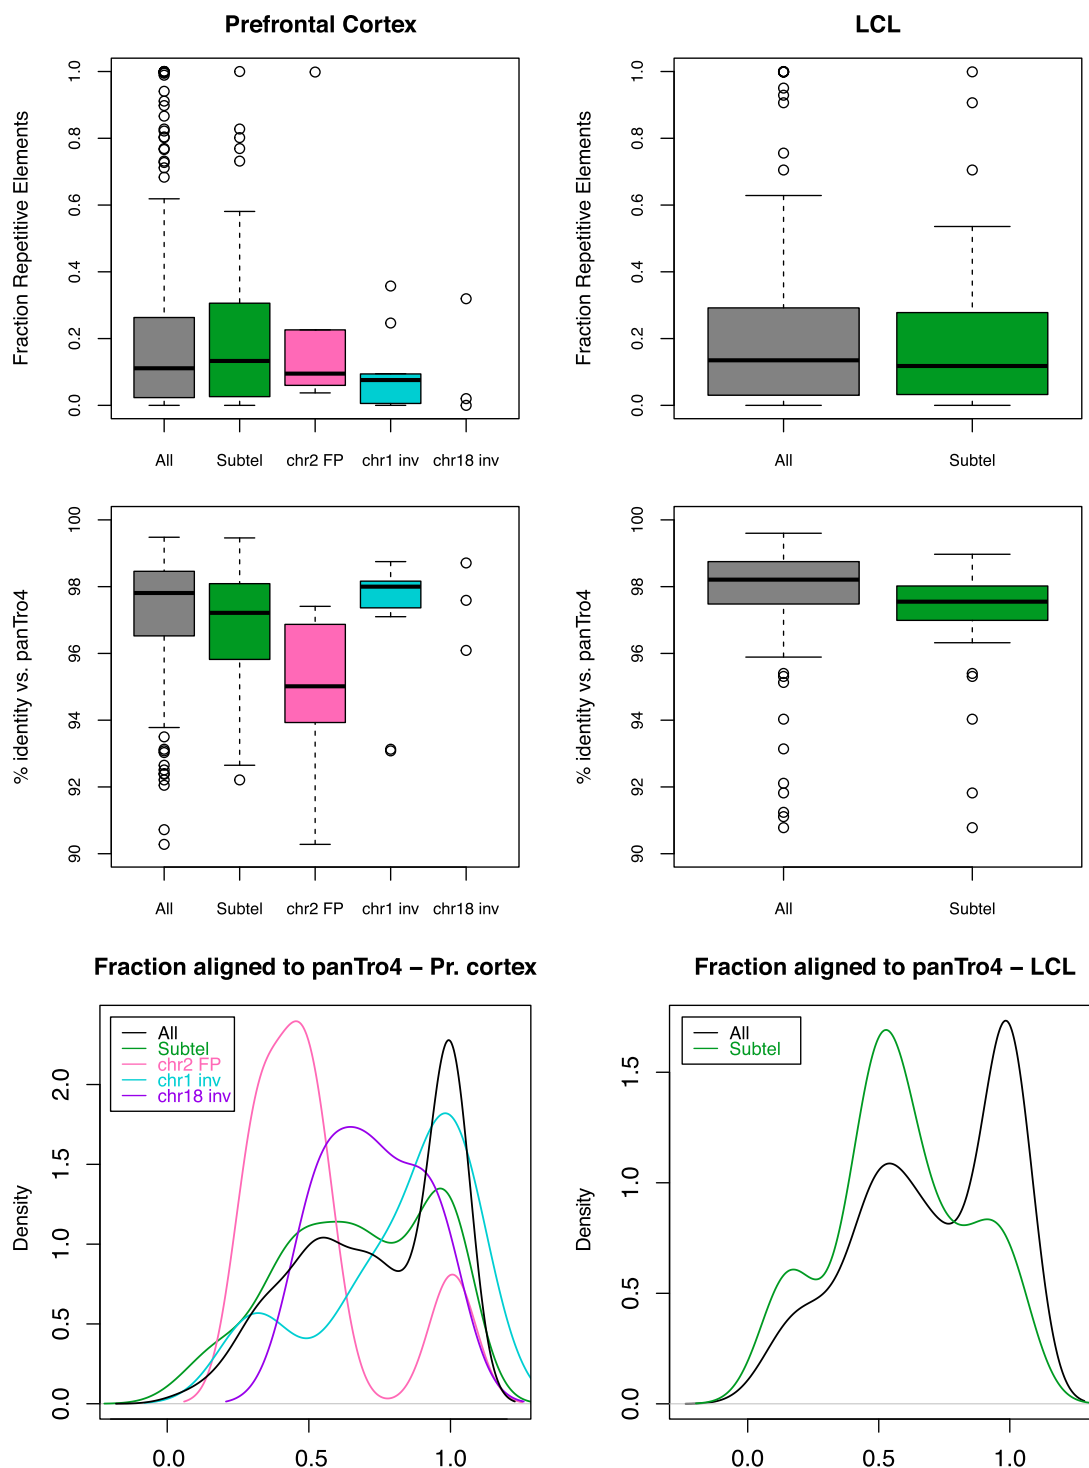 Prefrontal Cortex
Fraction Repetitive Elements
0.0 0.2 0.4 0.6 0.8 1.0
All Subtel chr2 FP chr1 inv chr18 inv
LCL
Fraction Repetitive Elements
0.0 0.2 0.4 0.6 0.8 1.0
All Subtel
% identity vs. panTro4
90 92 94 96 98 100
All Subtel chr2 FP chr1 inv chr18 inv
% identity vs. panTro4
90 92 94 96 98 100
All Subtel
Fraction aligned to panTro4 – Pr. cortex
All
Subtel
chr2 FP
chr1 inv
chr18 inv
Density
0.0 0.5 1.0 1.5 2.0
0.0 0.5 1.0
Fraction aligned to panTro4 – LCL
All
Subtel
Density
0.0 0.5 1.0 1.5
0.0 0.5 1.0